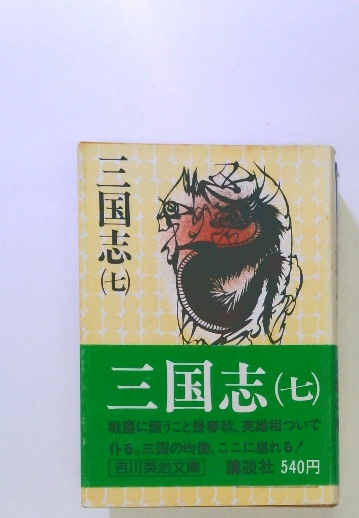 三国志(七)
三国志(七)
戦塵に闘うこと幾春秋、英雄相ついで
仆る。三国の均衡、ここに崩れる!
吉川英治文庫 講談社 540円